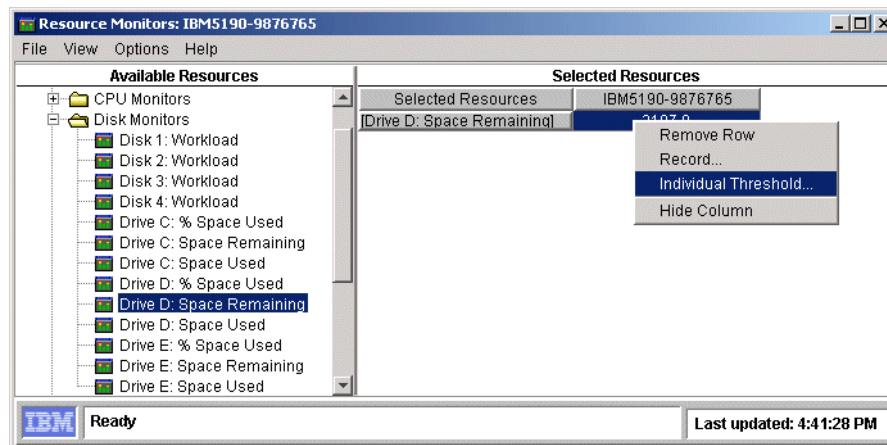 Resource Monitors: IBM5190-9876765
File View Options Help
Available Resources
Selected Resources
CPU Monitors
Disk Monitors
Disk 1: Workload
Disk 2: Workload
Disk 3: Workload
Disk 4: Workload
Drive C: % Space Used
Drive C: Space Remaining
Drive C: Space Used
Drive D: % Space Used
Drive D: Space Remaining
Drive D: Space Used
Drive E: % Space Used
Drive E: Space Remaining
Drive E: Space Used
Selected Resources IBM5190-9876765
[Drive D: Space Remaining]
Remove Row
Record...
Individual Threshold...
Hide Column
IBM
Ready
Last updated: 4:41:28 PM